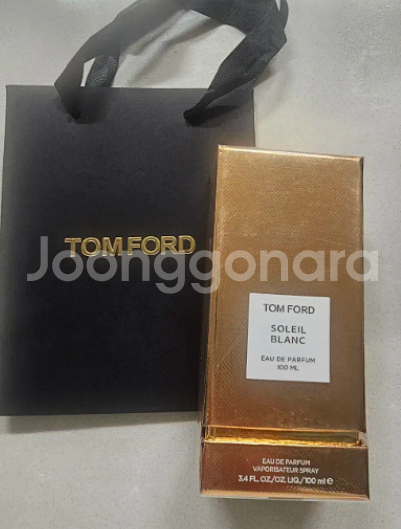 TOM FORD
Joonggonara
TOM FORD
SOLEIL
BLANC
EAU DE PARFUM
100 ML
EAU DE PARFUM
VAPORISATEUR SPRAY
3.4 FL.OZ/OZ.LIQ./100 ml e